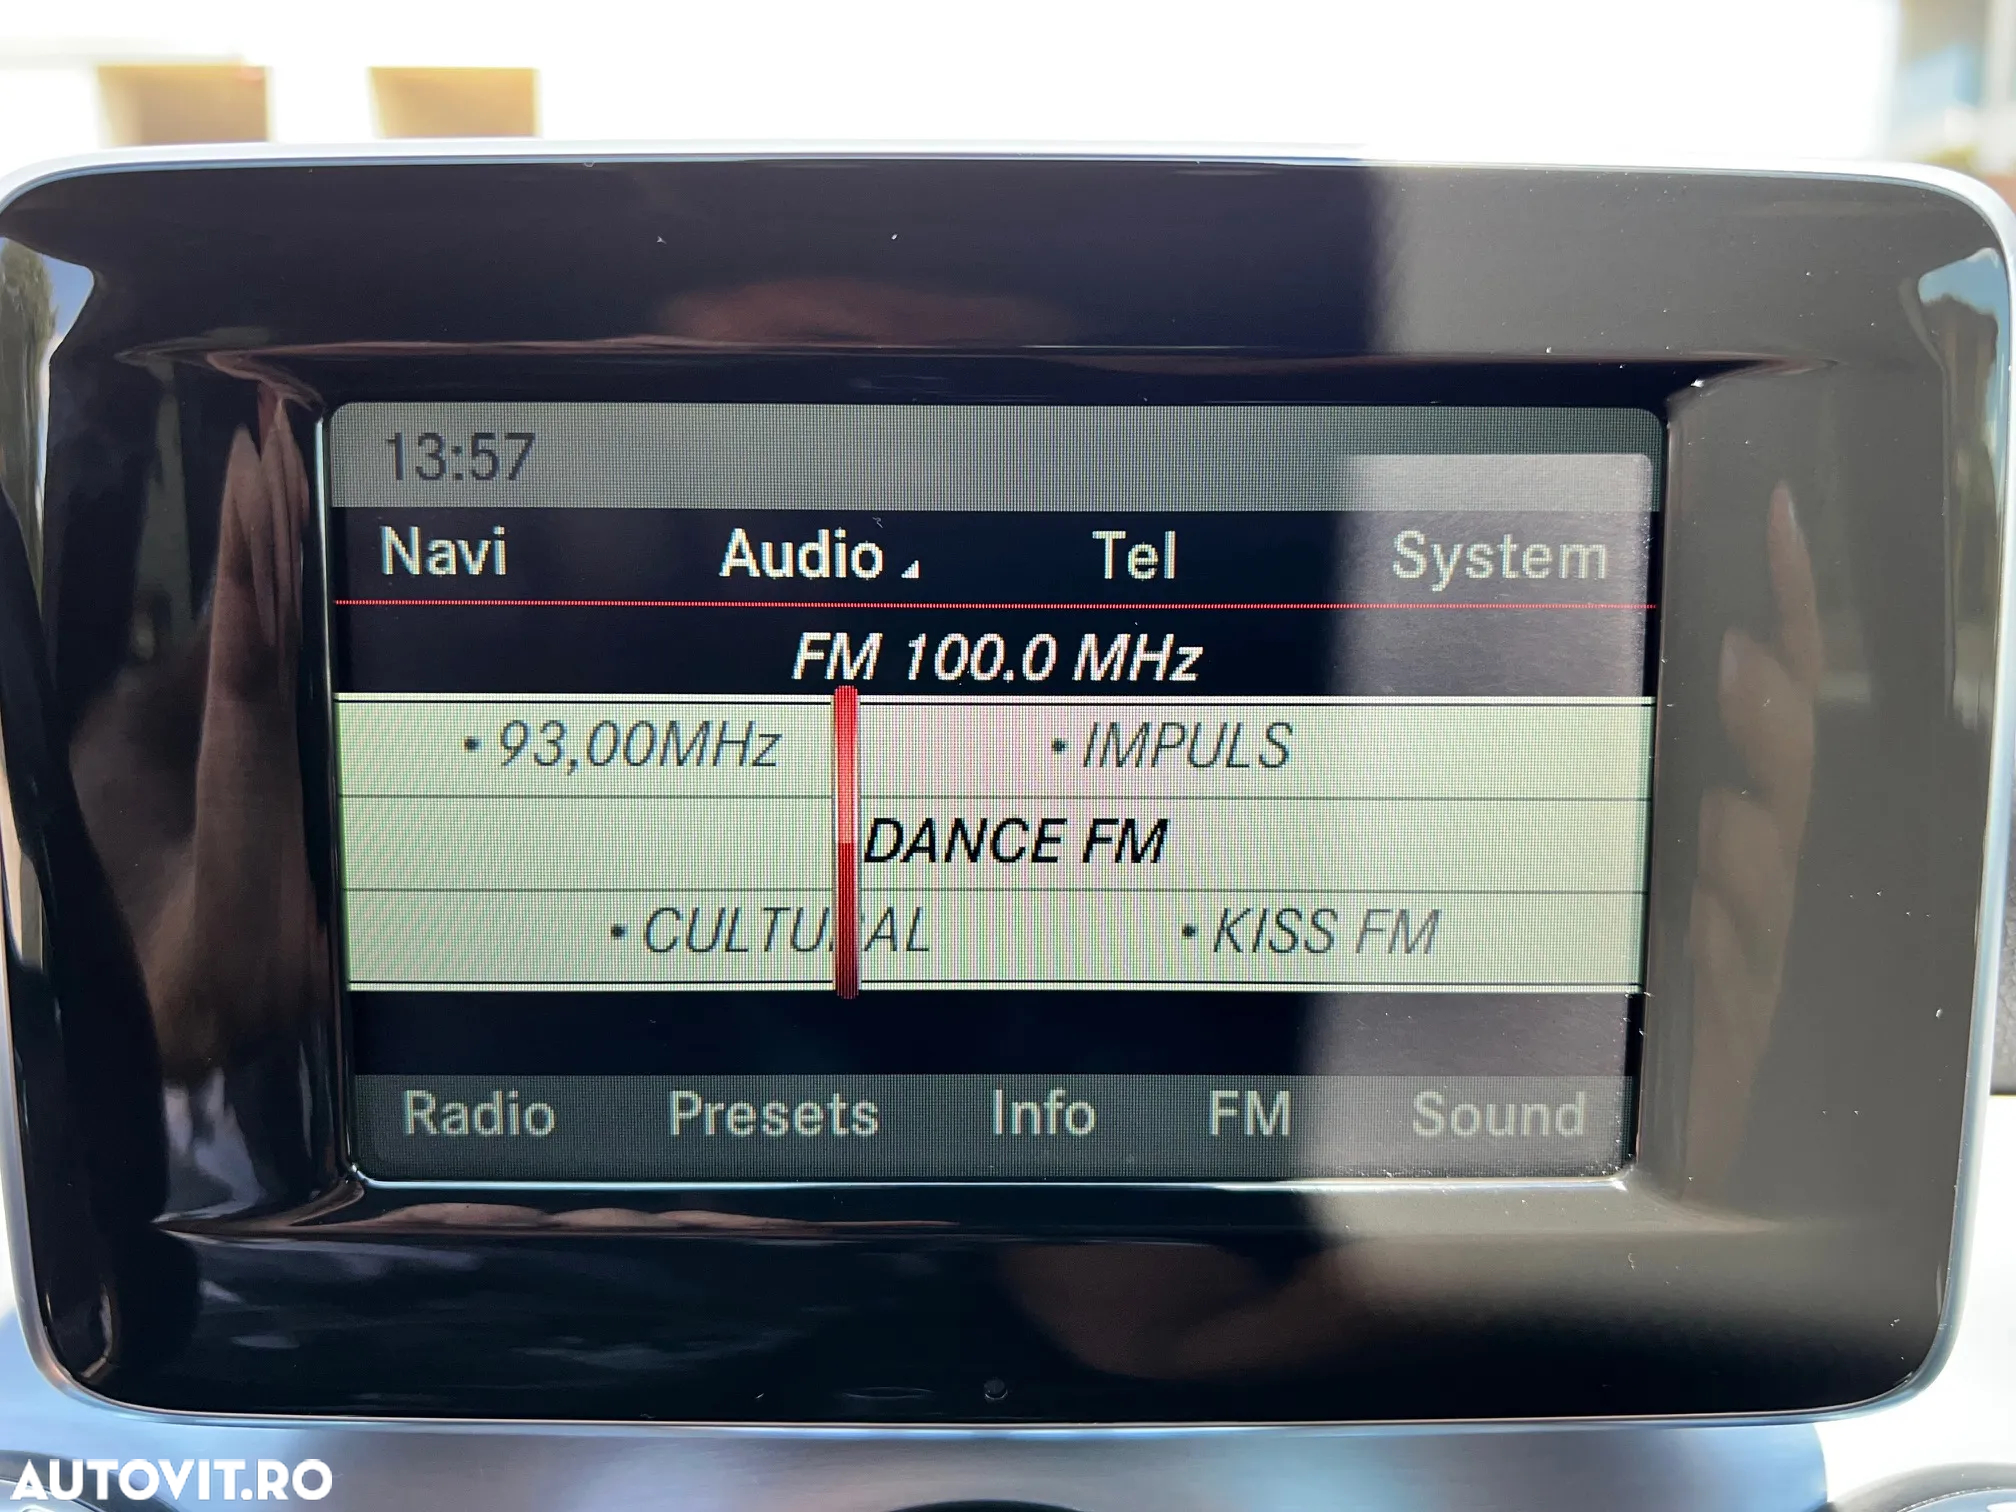 13:57
Navi Audio Tel System
FM 100.0 MHz
• 93,00MHz • IMPULS
DANCE FM
• CULTURAL • KISS FM
Radio Presets Info FM Sound
AUTOVIT.RO